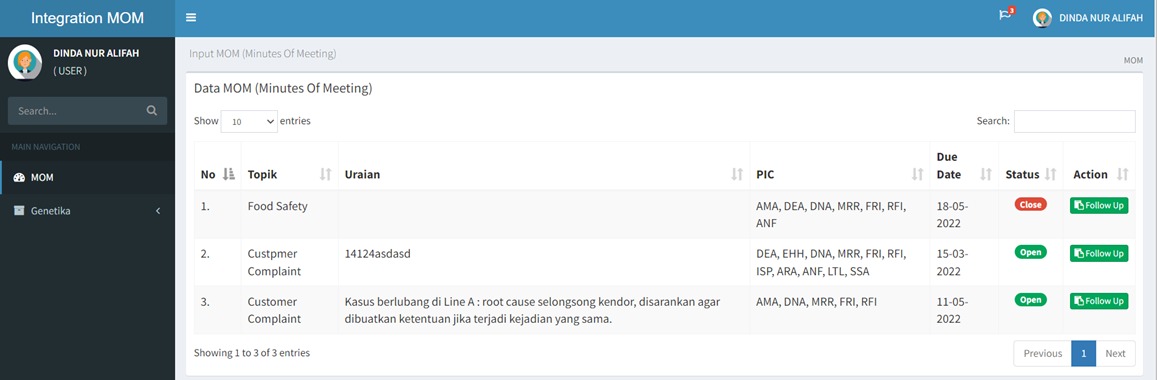 Integration MOM
3
DINDA NUR ALIFAH
DINDA NUR ALIFAH
( USER )
Search...
MAIN NAVIGATION
MOM
Genetika
Input MOM (Minutes Of Meeting)
MOM
Data MOM (Minutes Of Meeting)
Show 10 entries
Search:
No Topik Uraian PIC Due Date Status Action
1. Food Safety AMA, DEA, DNA, MRR, FRI, RFI, 18-05- Close Follow Up
ANF 2022
2. Custpmer 14124asdasd DEA, EHH, DNA, MRR, FRI, RFI, 15-03- Open Follow Up
Complaint ISP, ARA, ANF, LTL, SSA 2022
3. Customer Kasus berlubang di Line A : root cause selongsong kendor, disarankan agar AMA, DNA, MRR, FRI, RFI 11-05- Open Follow Up
Complaint dibuatkan ketentuan jika terjadi kejadian yang sama. 2022
Showing 1 to 3 of 3 entries
Previous 1 Next